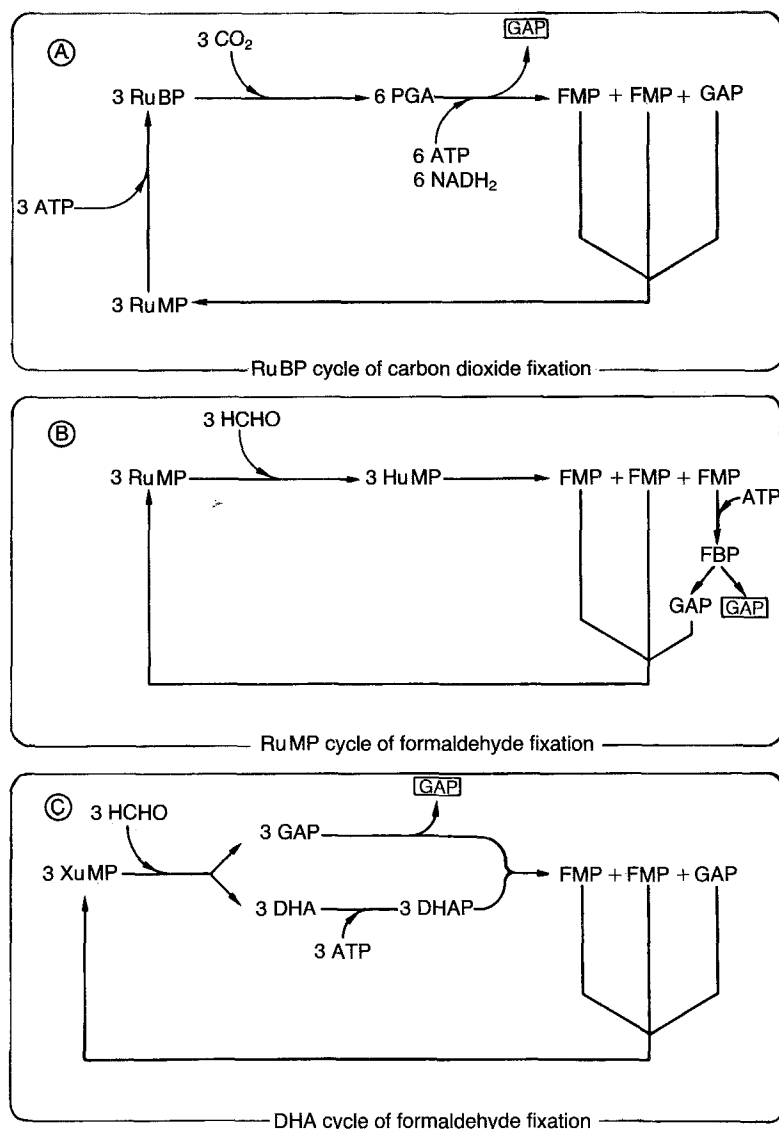 A
3 CO₂
GAP
3 RuBP
6 PGA
FMP + FMP + GAP
6 ATP
6 NADH₂
3 ATP
3 RuMP
RuBP cycle of carbon dioxide fixation
B
3 HCHO
3 RuMP
3 HuMP
FMP + FMP + FMP
ATP
FBP
GAP
GAP
RuMP cycle of formaldehyde fixation
C
3 HCHO
GAP
3 GAP
3 XuMP
FMP + FMP + GAP
3 DHA
3 DHAP
3 ATP
DHA cycle of formaldehyde fixation